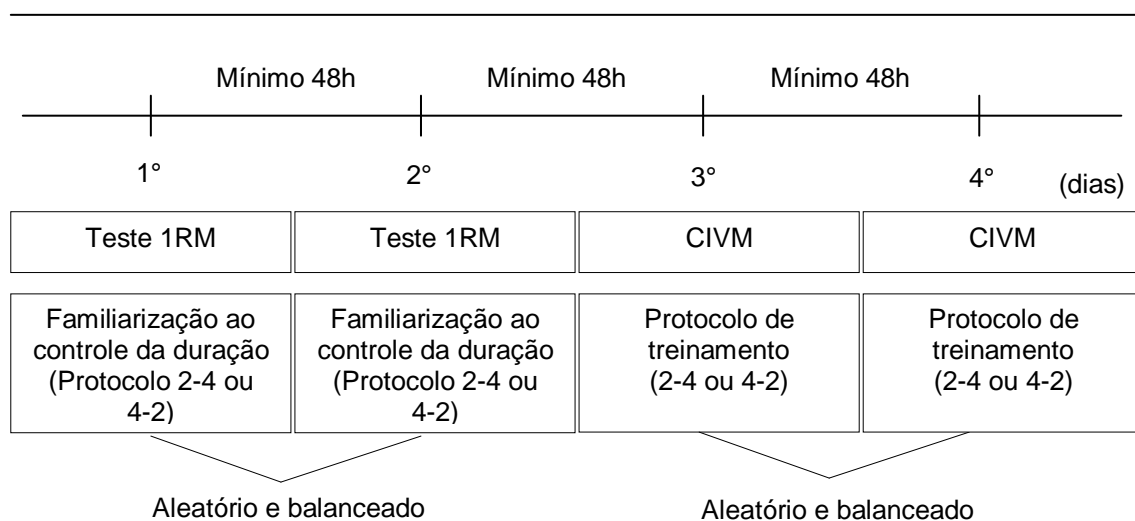 Mínimo 48h Mínimo 48h Mínimo 48h
1° 2° 3° 4° (dias)
Teste 1RM Teste 1RM CIVM CIVM
Familiarização ao
controle da duração
(Protocolo 2-4 ou
4-2)
Familiarização ao
controle da duração
(Protocolo 2-4 ou
4-2)
Protocolo de
treinamento
(2-4 ou 4-2)
Protocolo de
treinamento
(2-4 ou 4-2)
Aleatório e balanceado Aleatório e balanceado